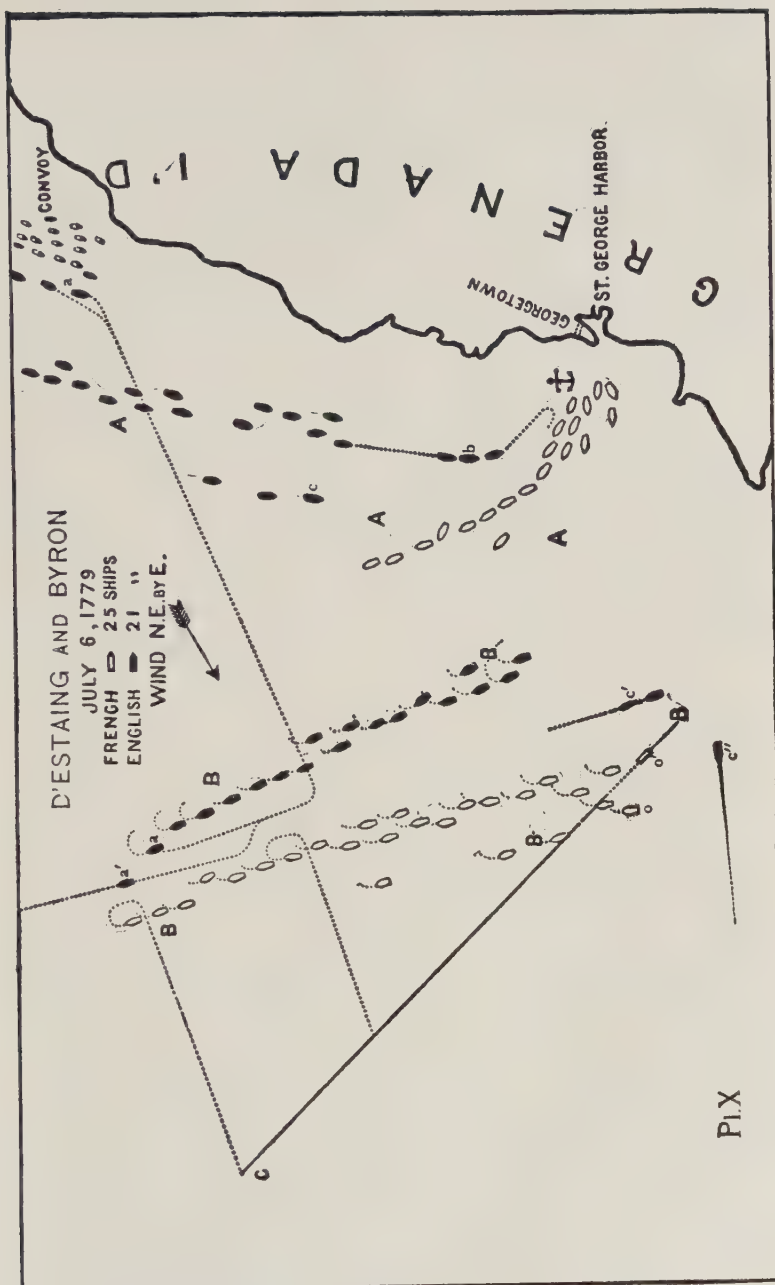 D'ESTAING AND BYRON
JULY 6, 1779
FRENCH 25 SHIPS
ENGLISH 21 "
WIND N.E. BY E.
CONVOY
GRENADA I'D
GEORGETOWN
ST. GEORGE HARBOR.
a
A
b
c
A
A
B
B'
a
a'
B
B'
c'
B'
o
o
c''
C
Pl. X